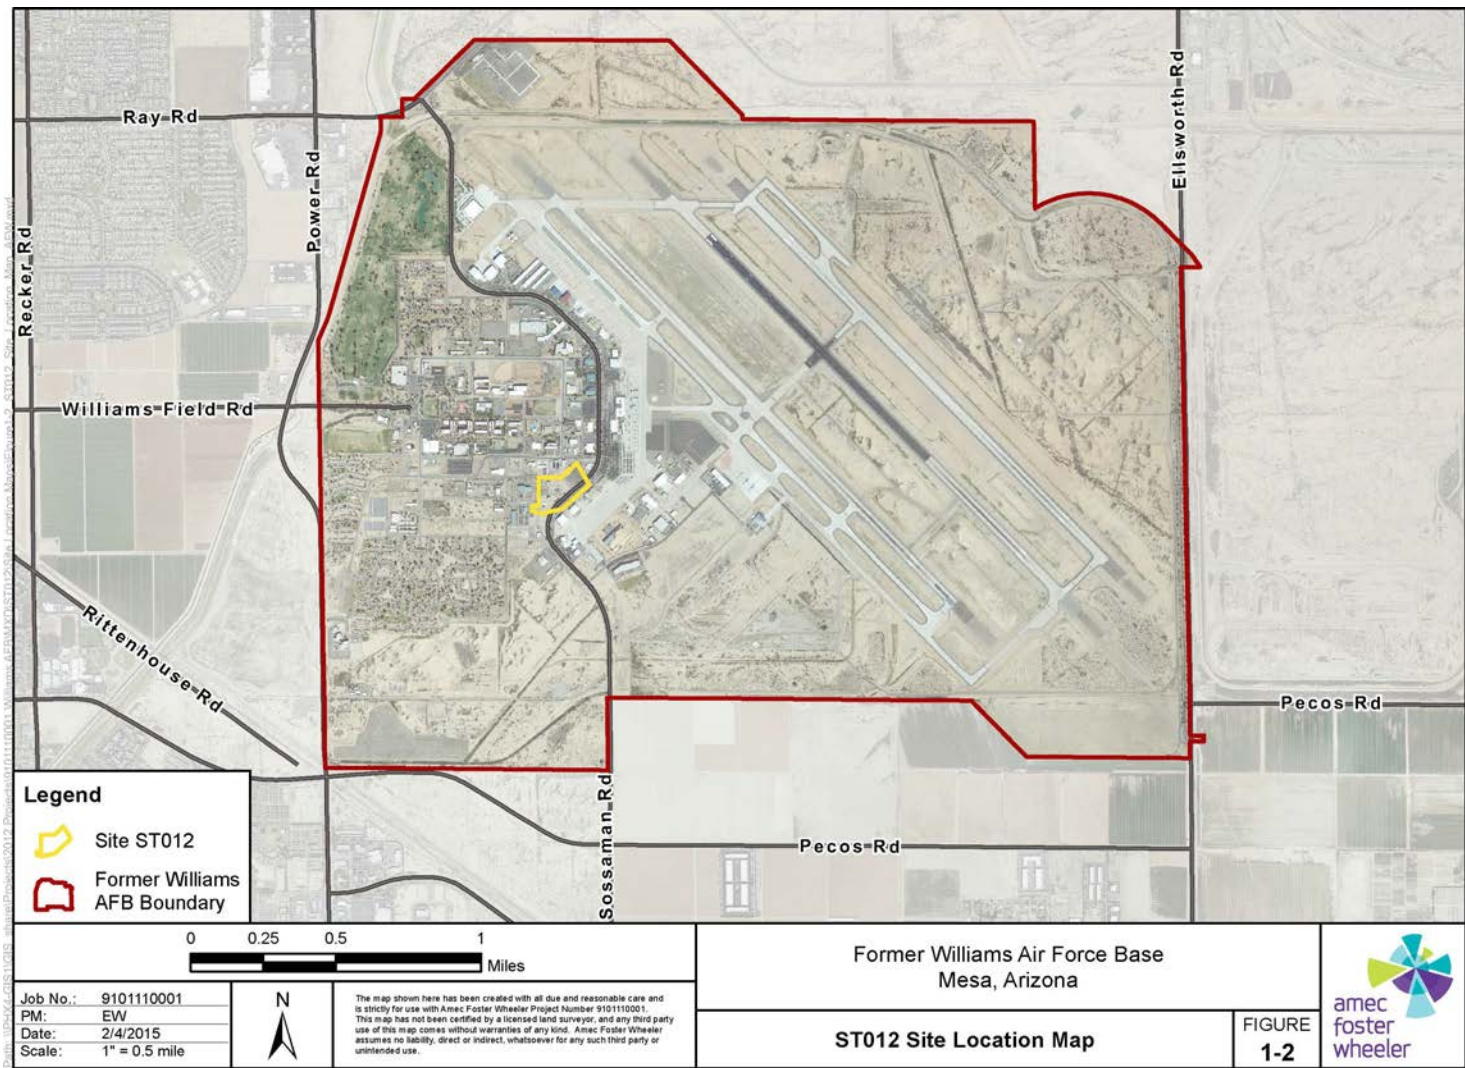 Ray Rd
Power Rd
Ellsworth Rd
Recker Rd
Williams Field Rd
Rittenhouse Rd
Pecos Rd
Sossaman Rd
Pecos Rd
Legend
Site ST012
Former Williams
AFB Boundary
0 0.25 0.5 1
Miles
Job No.: 9101110001
PM: EW
Date: 2/4/2015
Scale: 1" = 0.5 mile
N
The map shown here has been created with all due and reasonable care and
is strictly for use with Amec Foster Wheeler Project Number 9101110001.
This map has not been certified by a licensed land surveyor, and any third party
use of this map comes without warranties of any kind. Amec Foster Wheeler
assumes no liability, direct or indirect, whatsoever for any such third party or
unintended use.
Former Williams Air Force Base
Mesa, Arizona
ST012 Site Location Map
FIGURE
1-2
amec
foster
wheeler